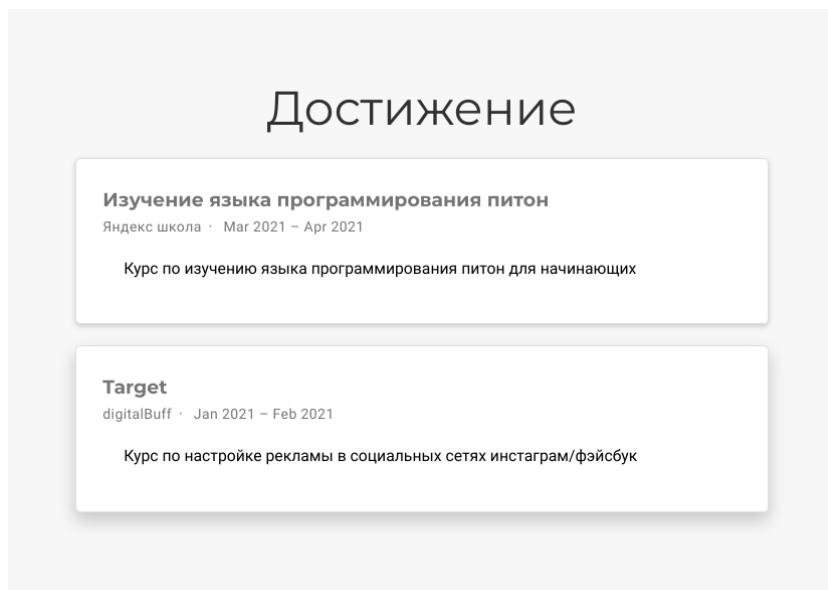 Достижение
Изучение языка программирования питон
Яндекс школа · Mar 2021 – Apr 2021
Курс по изучению языка программирования питон для начинающих
Target
digitalBuff · Jan 2021 – Feb 2021
Курс по настройке рекламы в социальных сетях инстаграм/фэйсбук